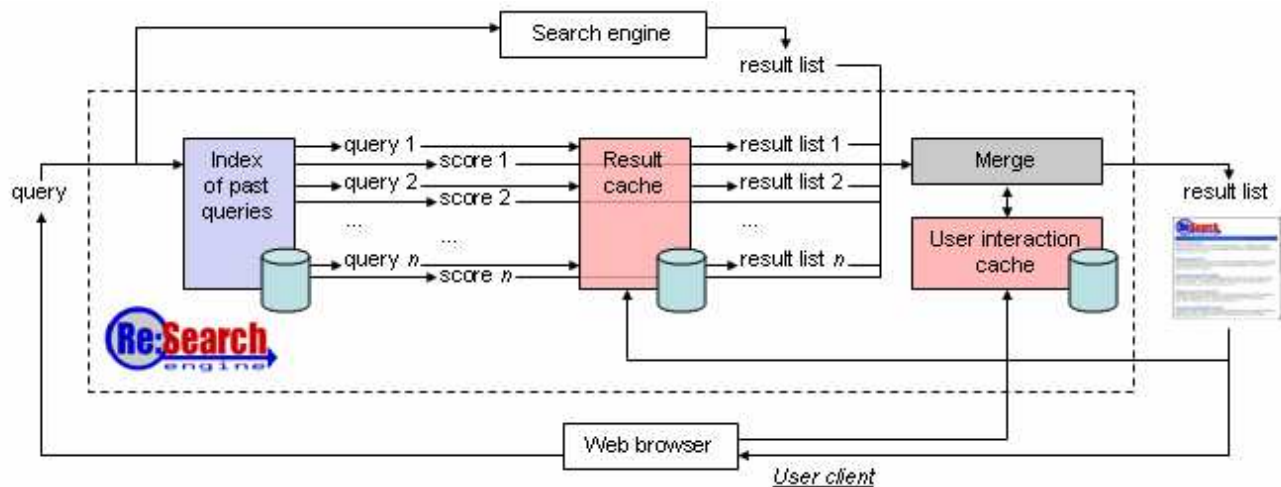 Search engine
result list
query
Index
of past
queries
query 1
score 1
query 2
score 2
...
...
query n
score n
Result
cache
result list 1
result list 2
...
result list n
Merge
User interaction
cache
result list
Re:Search
Re:Search
engine
Web browser
User client